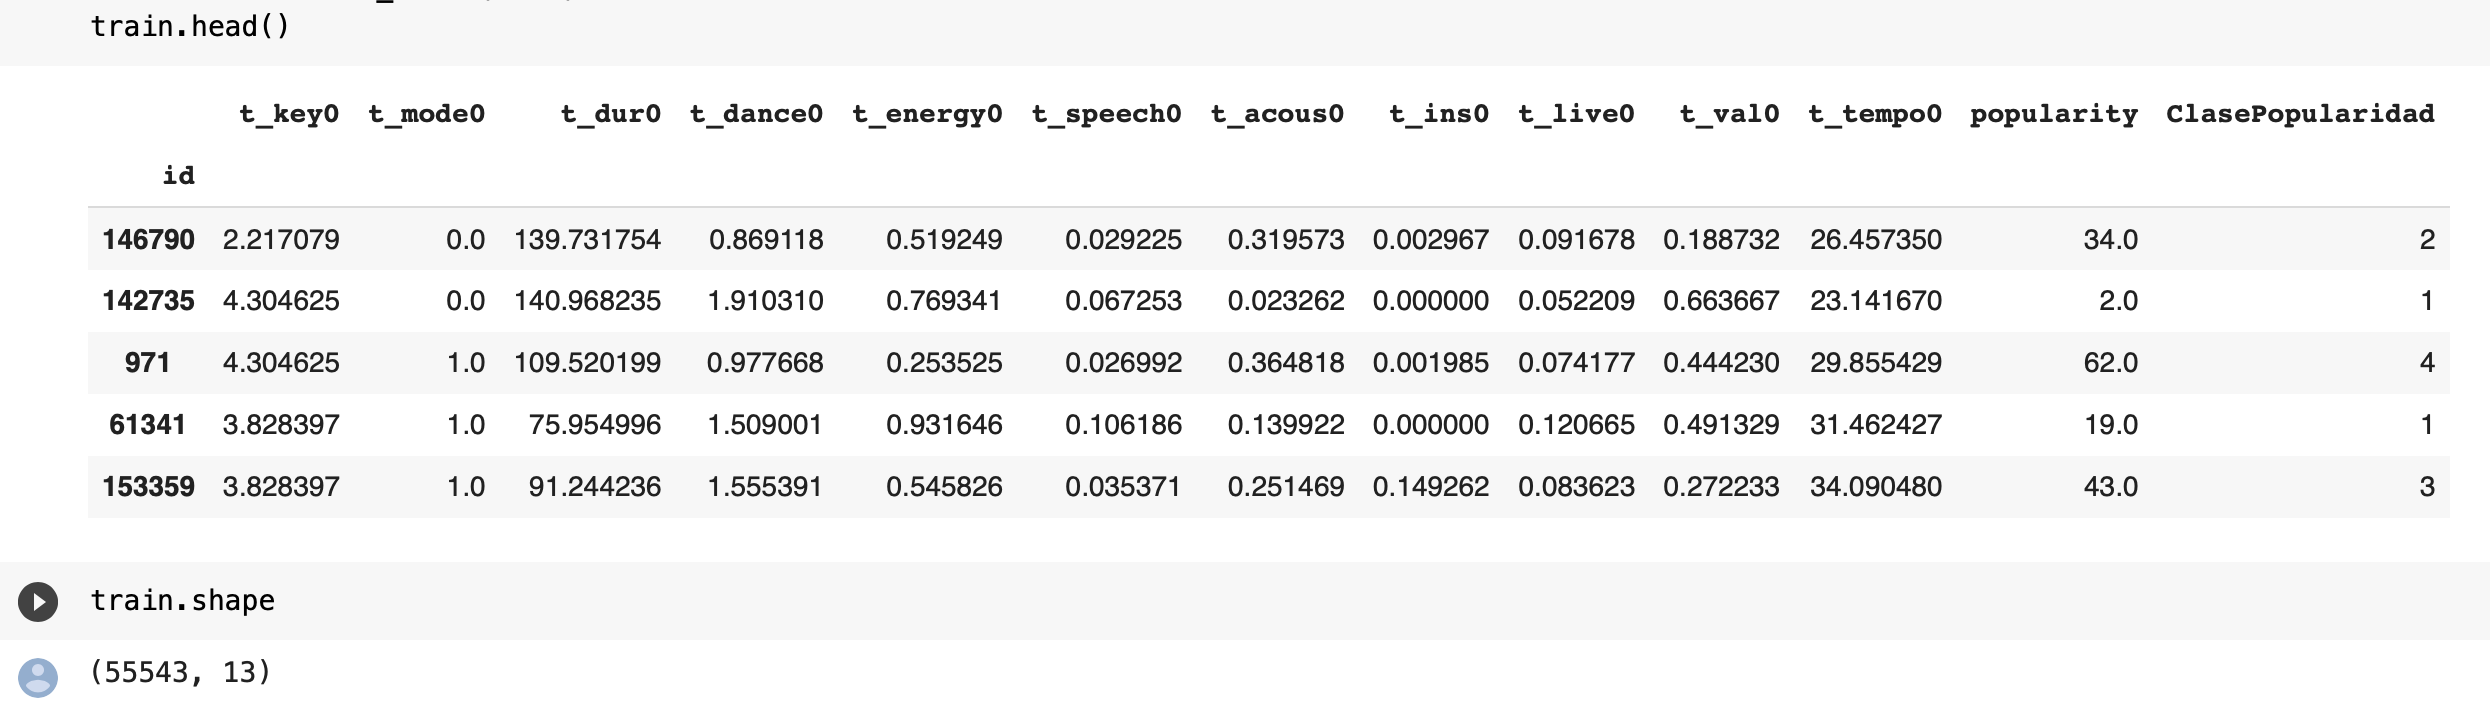 train.head()
t_key0 t_mode0 t_dur0 t_dance0 t_energy0 t_speech0 t_acous0 t_ins0 t_live0 t_val0 t_tempo0 popularity ClasePopularidad
id
146790 2.217079 0.0 139.731754 0.869118 0.519249 0.029225 0.319573 0.002967 0.091678 0.188732 26.457350 34.0 2
142735 4.304625 0.0 140.968235 1.910310 0.769341 0.067253 0.023262 0.000000 0.052209 0.663667 23.141670 2.0 1
971 4.304625 1.0 109.520199 0.977668 0.253525 0.026992 0.364818 0.001985 0.074177 0.444230 29.855429 62.0 4
61341 3.828397 1.0 75.954996 1.509001 0.931646 0.106186 0.139922 0.000000 0.120665 0.491329 31.462427 19.0 1
153359 3.828397 1.0 91.244236 1.555391 0.545826 0.035371 0.251469 0.149262 0.083623 0.272233 34.090480 43.0 3
train.shape
(55543, 13)